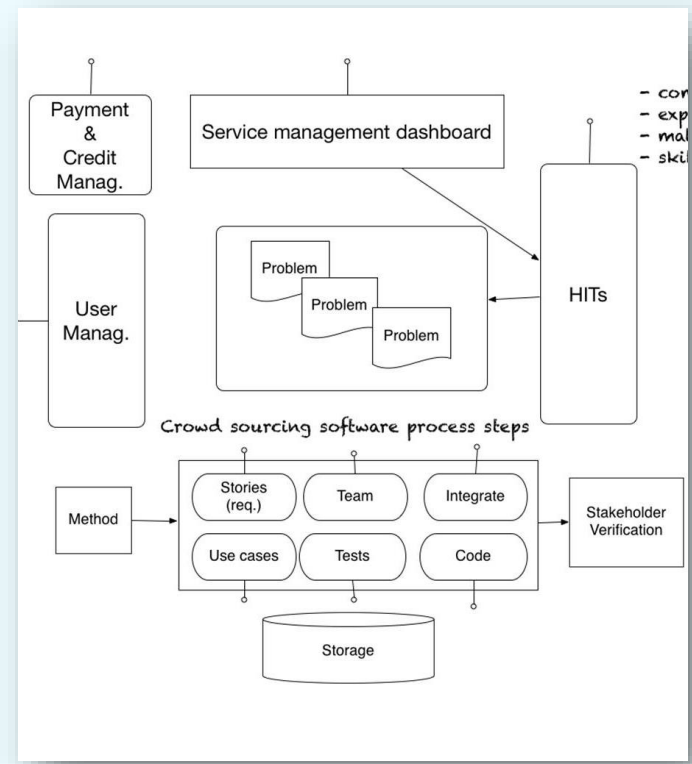 Payment
&
Credit
Manag.
Service management dashboard
User
Manag.
Problem
Problem
Problem
HITs
Crowd sourcing software process steps
Method
Stories
(req.)
Team
Integrate
Use cases
Tests
Code
Stakeholder
Verification
Storage